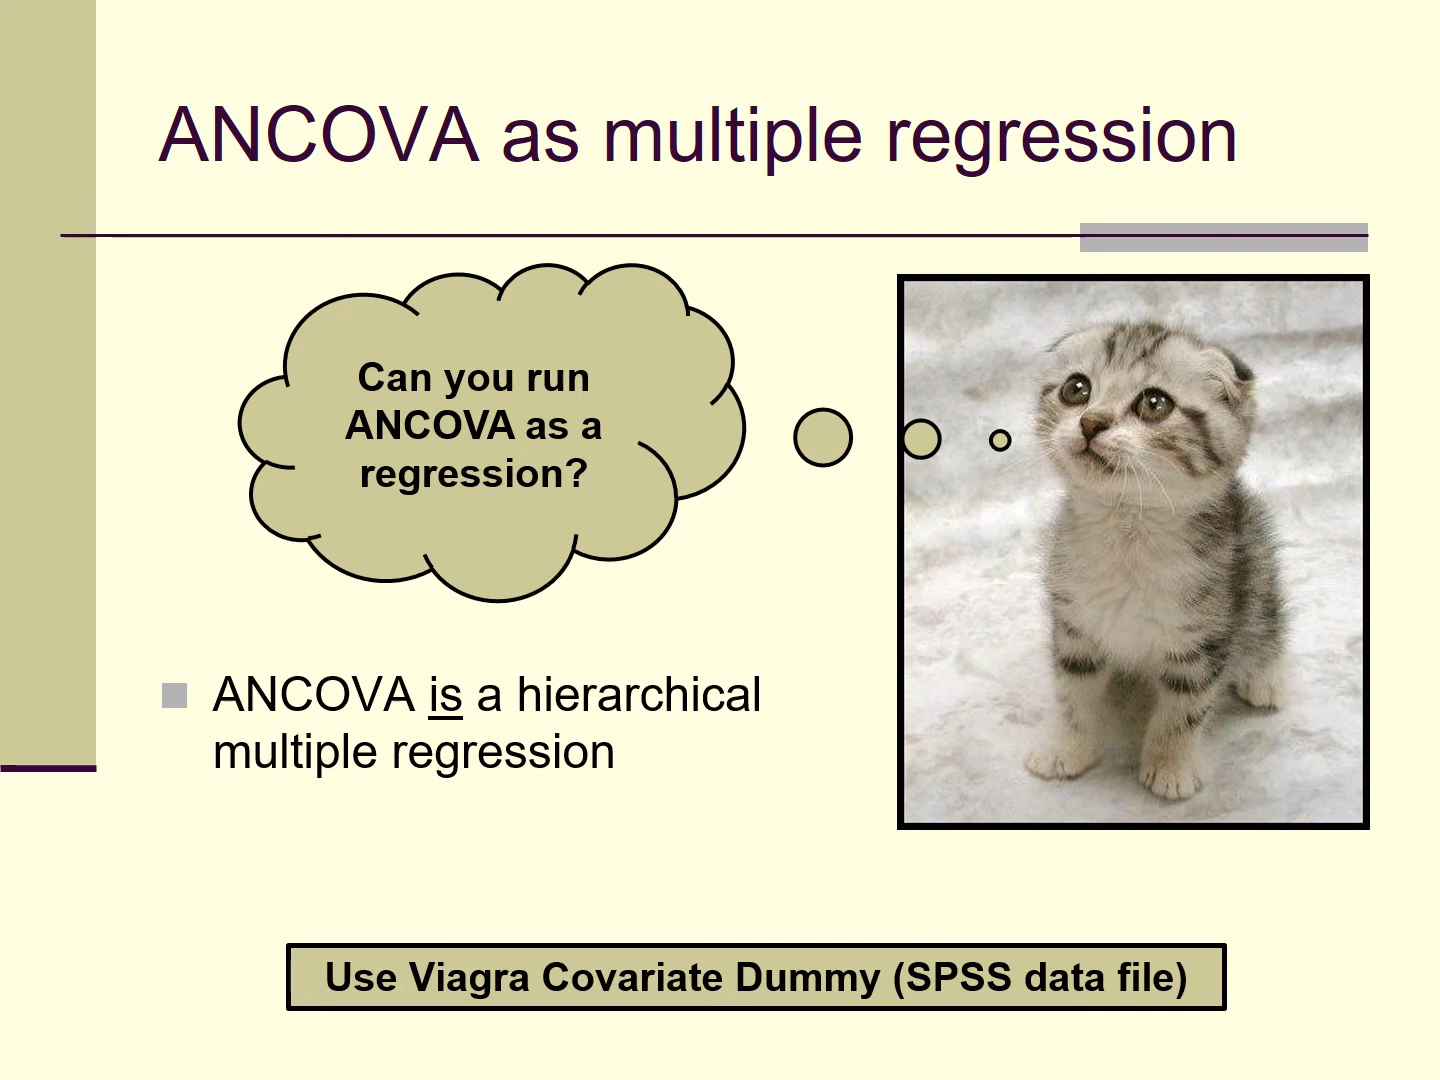 ANCOVA as multiple regression
Can you run
ANCOVA as a
regression?
ANCOVA is a hierarchical
multiple regression
Use Viagra Covariate Dummy (SPSS data file)